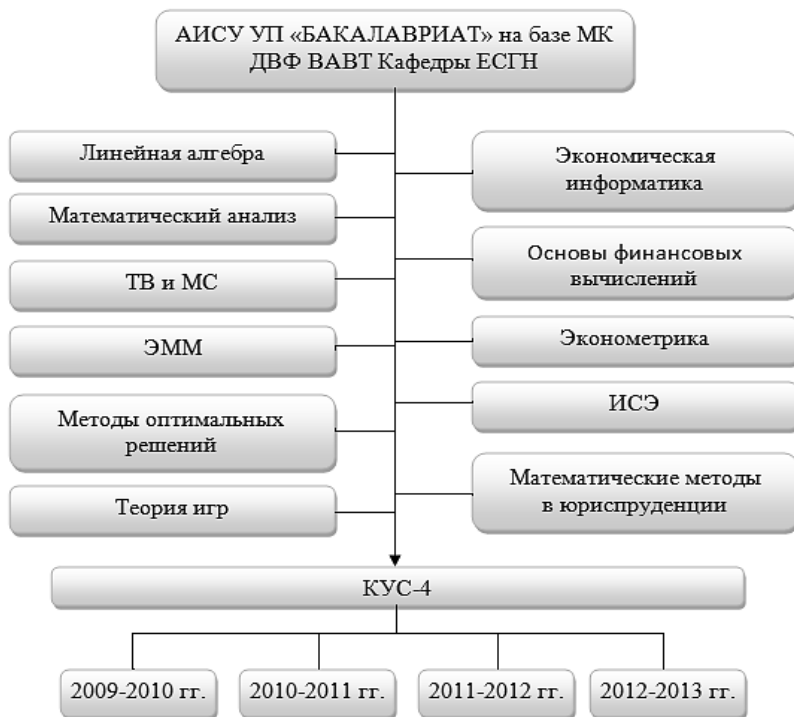 АИСУ УП «БАКАЛАВРИАТ» на базе МК
ДВФ ВАВТ Кафедры ЕСГН
Линейная алгебра
Математический анализ
ТВ и МС
ЭММ
Методы оптимальных
решений
Теория игр
Экономическая
информатика
Основы финансовых
вычислений
Эконометрика
ИСЭ
Математические методы
в юриспруденции
КУС-4
2009-2010 гг.
2010-2011 гг.
2011-2012 гг.
2012-2013 гг.